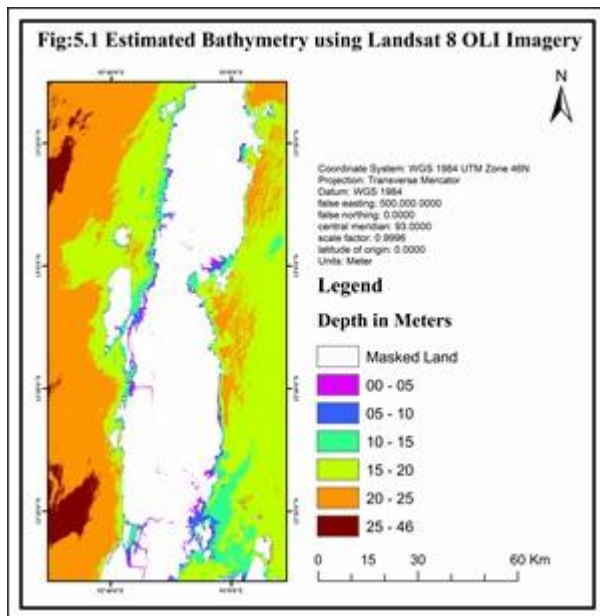 Fig:5.1 Estimated Bathymetry using Landsat 8 OLI Imagery
N
Coordinate System: WGS 1984 UTM Zone 46N
Projection: Transverse Mercator
Datum: WGS 1984
false easting: 500,000.0000
false northing: 0.0000
central meridian: 93.0000
scale factor: 0.9996
latitude of origin: 0.0000
Units: Meter
Legend
Depth in Meters
Masked Land
00 - 05
05 - 10
10 - 15
15 - 20
20 - 25
25 - 46
0 15 30 60 Km